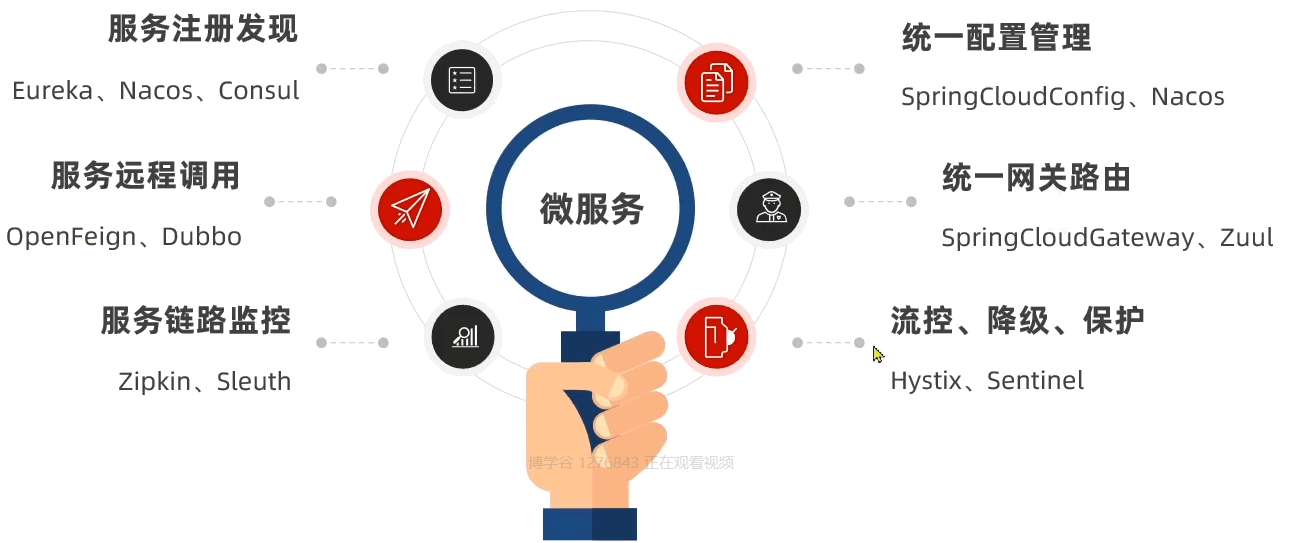 服务注册发现
Eureka、Nacos、Consul
服务远程调用
OpenFeign、Dubbo
服务链路监控
Zipkin、Sleuth
微服务
统一配置管理
SpringCloudConfig、Nacos
统一网关路由
SpringCloudGateway、Zuul
流控、降级、保护
Hystix、Sentinel
博学谷 1276843 正在观看视频